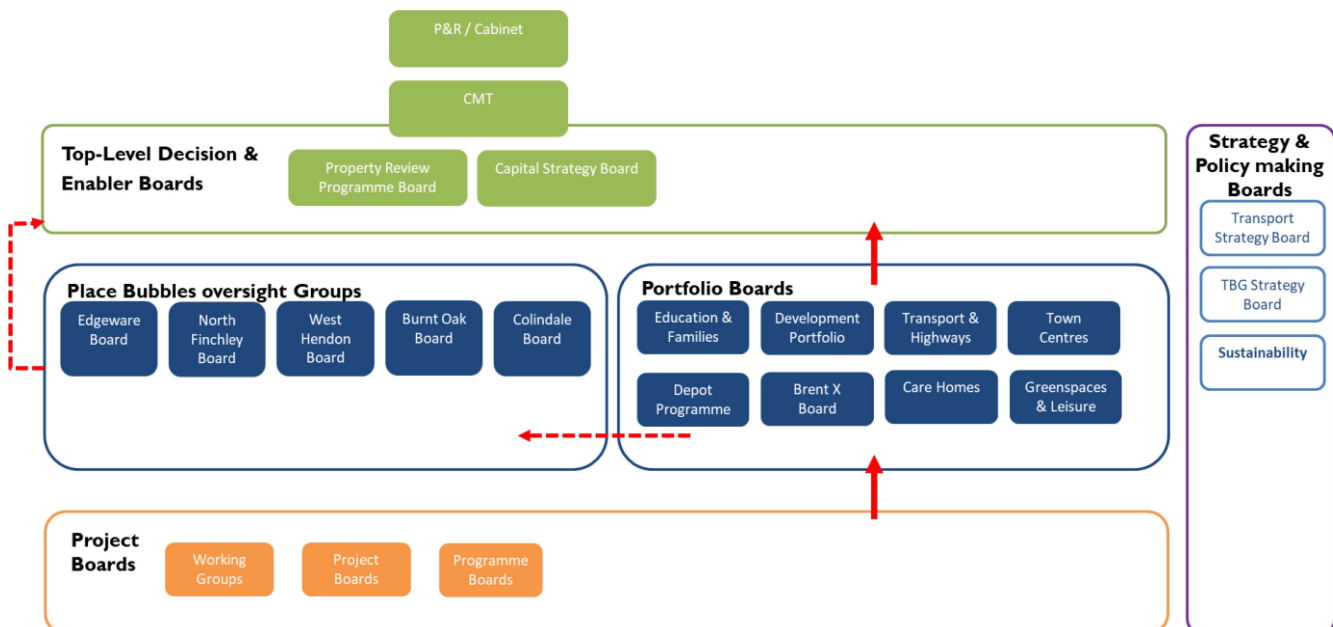 P&R / Cabinet
CMT
Top-Level Decision &
Enabler Boards
Property Review
Programme Board
Capital Strategy Board
Strategy &
Policy making
Boards
Transport
Strategy Board
TBG Strategy
Board
Sustainability
Place Bubbles oversight Groups
Edgeware
Board
North
Finchley
Board
West
Hendon
Board
Burnt Oak
Board
Colindale
Board
Portfolio Boards
Education &
Families
Development
Portfolio
Transport &
Highways
Town
Centres
Depot
Programme
Brent X
Board
Care Homes
Greenspaces
& Leisure
Project
Boards
Working
Groups
Project
Boards
Programme
Boards